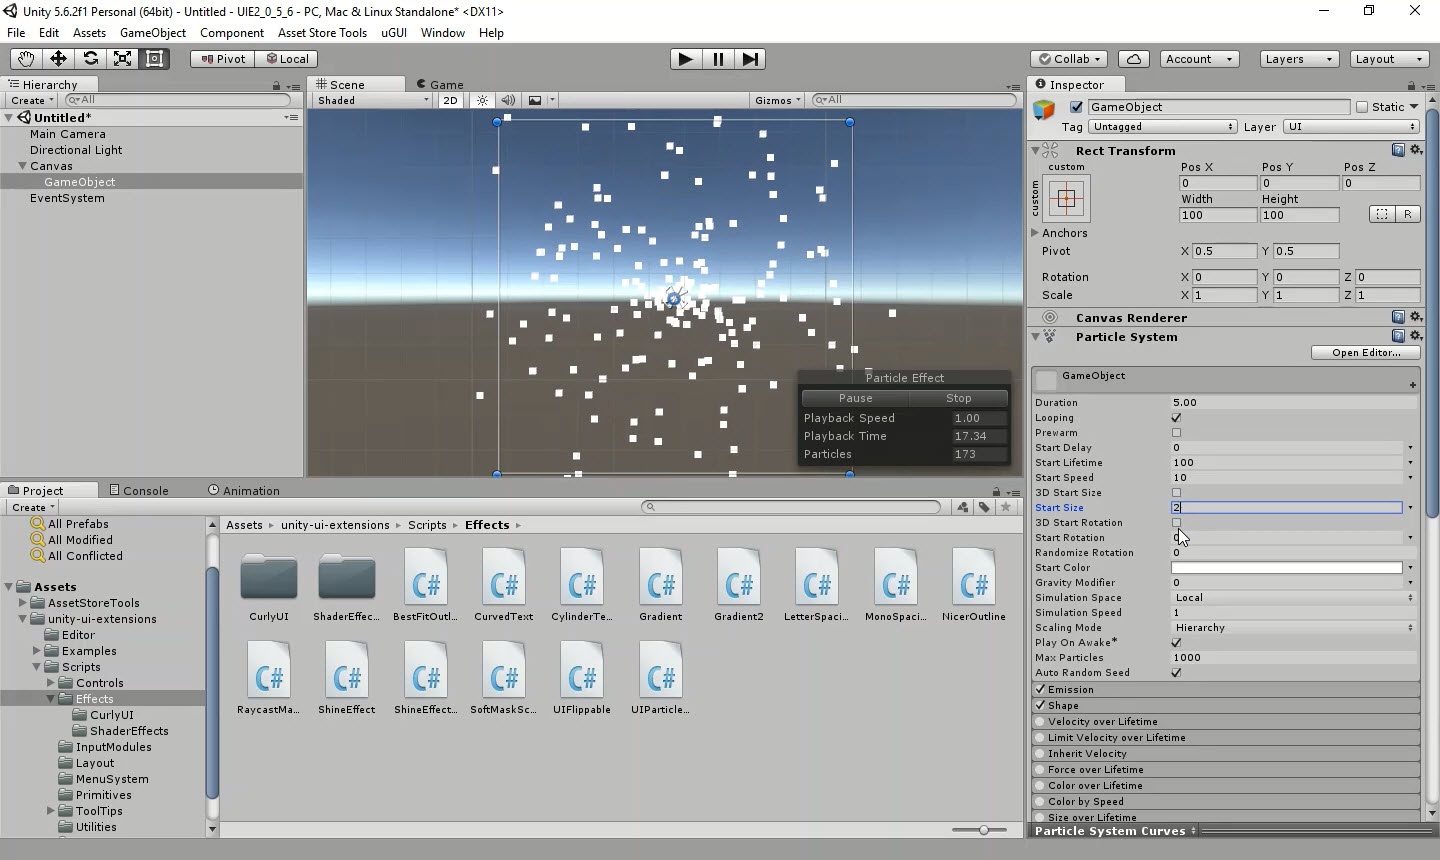 Unity 5.6.2f1 Personal (64bit) - Untitled - UIE2_0_5_6 - PC, Mac & Linux Standalone* <DX11>
File Edit Assets GameObject Component Asset Store Tools uGUI Window Help
Pivot Local Collab Account Layers Layout
Hierarchy
Create All
Untitled*
Main Camera
Directional Light
Canvas
GameObject
EventSystem
Scene Game
Shaded 2D Gizmos All
Particle Effect
Pause Stop
Playback Speed 1.00
Playback Time 17.34
Particles 173
Project Console Animation
Create
All Prefabs
All Modified
All Conflicted
Assets
AssetStoreTools
unity-ui-extensions
Editor
Examples
Scripts
Controls
Effects
CurlyUI
ShaderEffects
InputModules
Layout
MenuSystem
Primitives
ToolTips
Utilities
Assets unity-ui-extensions Scripts Effects
CurlyUI ShaderEffec... BestFitOutl... CurvedText CylinderTe... Gradient Gradient2 LetterSpaci... MonoSpaci... NicerOutline
RaycastMa... ShineEffect ShineEffect... SoftMaskSc... UIFlippable UIParticle...
Inspector
GameObject Static
Tag Untagged Layer UI
Rect Transform
custom Pos X Pos Y Pos Z
custom 0 0 0
Width Height
100 100 R
Anchors
Pivot X 0.5 Y 0.5
Rotation X 0 Y 0 Z 0
Scale X 1 Y 1 Z 1
Canvas Renderer
Particle System
Open Editor...
GameObject
Duration 5.00
Looping
Prewarm
Start Delay 0
Start Lifetime 100
Start Speed 10
3D Start Size
Start Size 2
3D Start Rotation
Start Rotation 0
Randomize Rotation 0
Start Color
Gravity Modifier 0
Simulation Space Local
Simulation Speed 1
Scaling Mode Hierarchy
Play On Awake*
Max Particles 1000
Auto Random Seed
Emission
Shape
Velocity over Lifetime
Limit Velocity over Lifetime
Inherit Velocity
Force over Lifetime
Color over Lifetime
Color by Speed
Size over Lifetime
Particle System Curves